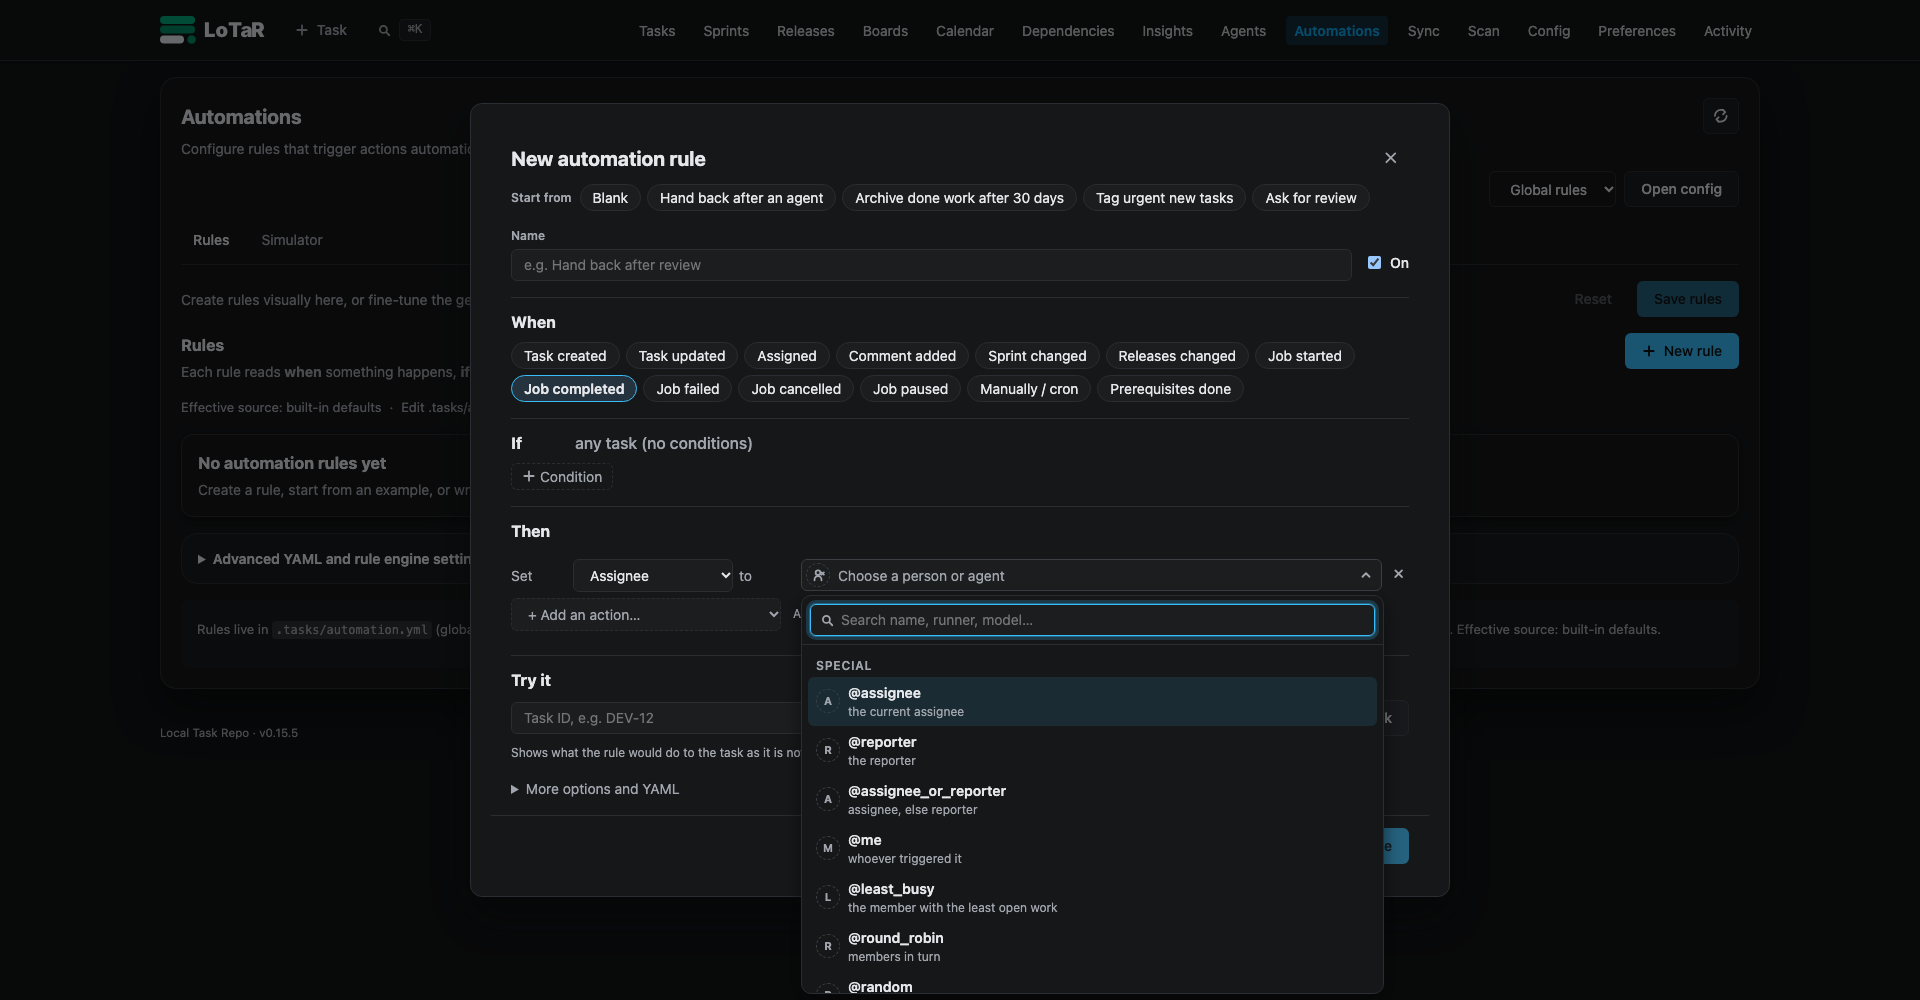 LoTaR
+ Task
⌘K
Tasks
Sprints
Releases
Boards
Calendar
Dependencies
Insights
Agents
Automations
Sync
Scan
Config
Preferences
Activity
Automations
Configure rules that trigger actions
Global rules
Open config
Rules
Simulator
Create rules visually here, or fine-tune the
Reset
Save rules
Rules
+ New rule
Each rule reads when something happens, if
Effective source: built-in defaults · Edit .tasks/
No automation rules yet
Create a rule, start from an example, or
Advanced YAML and rule engine
Rules live in .tasks/automation.yml
. Effective source: built-in defaults.
Local Task Repo · v0.15.5
New automation rule
Start from
Blank
Hand back after an agent
Archive done work after 30 days
Tag urgent new tasks
Ask for review
Name
e.g. Hand back after review
On
When
Task created
Task updated
Assigned
Comment added
Sprint changed
Releases changed
Job started
Job completed
Job failed
Job cancelled
Job paused
Manually / cron
Prerequisites done
If
any task (no conditions)
+ Condition
Then
Set
Assignee
to
Choose a person or agent
+ Add an action...
Search name, runner, model...
SPECIAL
A
@assignee
the current assignee
R
@reporter
the reporter
A
@assignee_or_reporter
assignee, else reporter
M
@me
whoever triggered it
L
@least_busy
the member with the least open work
R
@round_robin
members in turn
@random
Try it
Task ID, e.g. DEV-12
Shows what the rule would do to the task as it is
More options and YAML